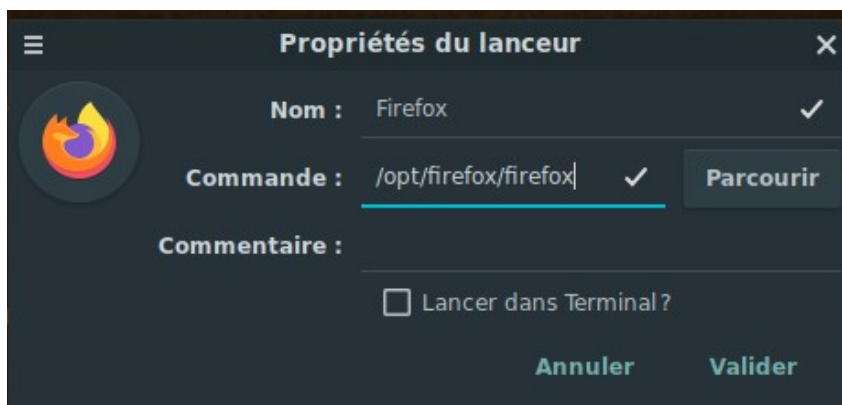 Propriétés du lanceur
Nom : Firefox
Commande : /opt/firefox/firefox Parcourir
Commentaire :
Lancer dans Terminal ?
Annuler Valider